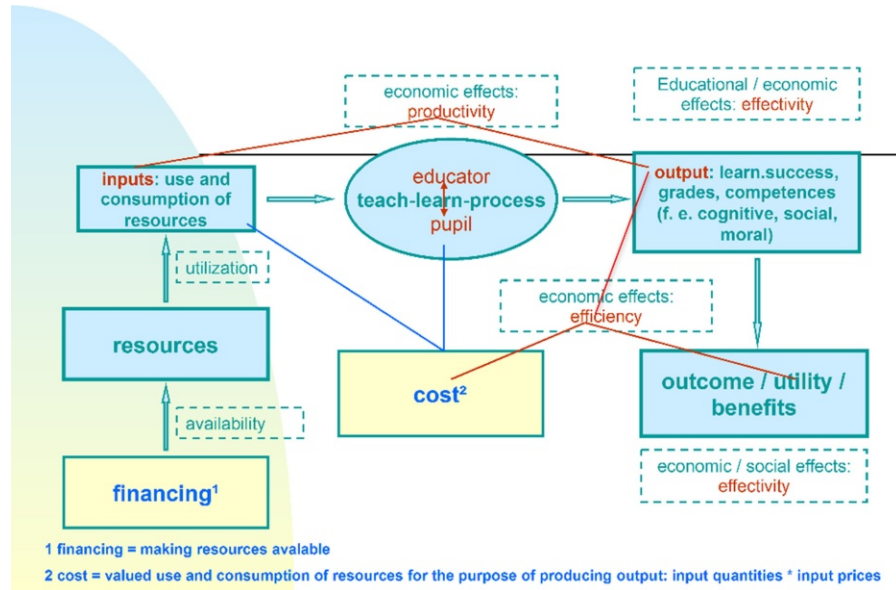 economic effects:
productivity
Educational / economic
effects: effectivity
inputs: use and
consumption of
resources
educator
teach-learn-process
pupil
output: learn.success,
grades, competences
(f. e. cognitive, social,
moral)
utilization
economic effects:
efficiency
resources
cost²
outcome / utility /
benefits
availability
economic / social effects:
effectivity
financing¹
1 financing = making resources avalable
2 cost = valued use and consumption of resources for the purpose of producing output: input quantities * input prices